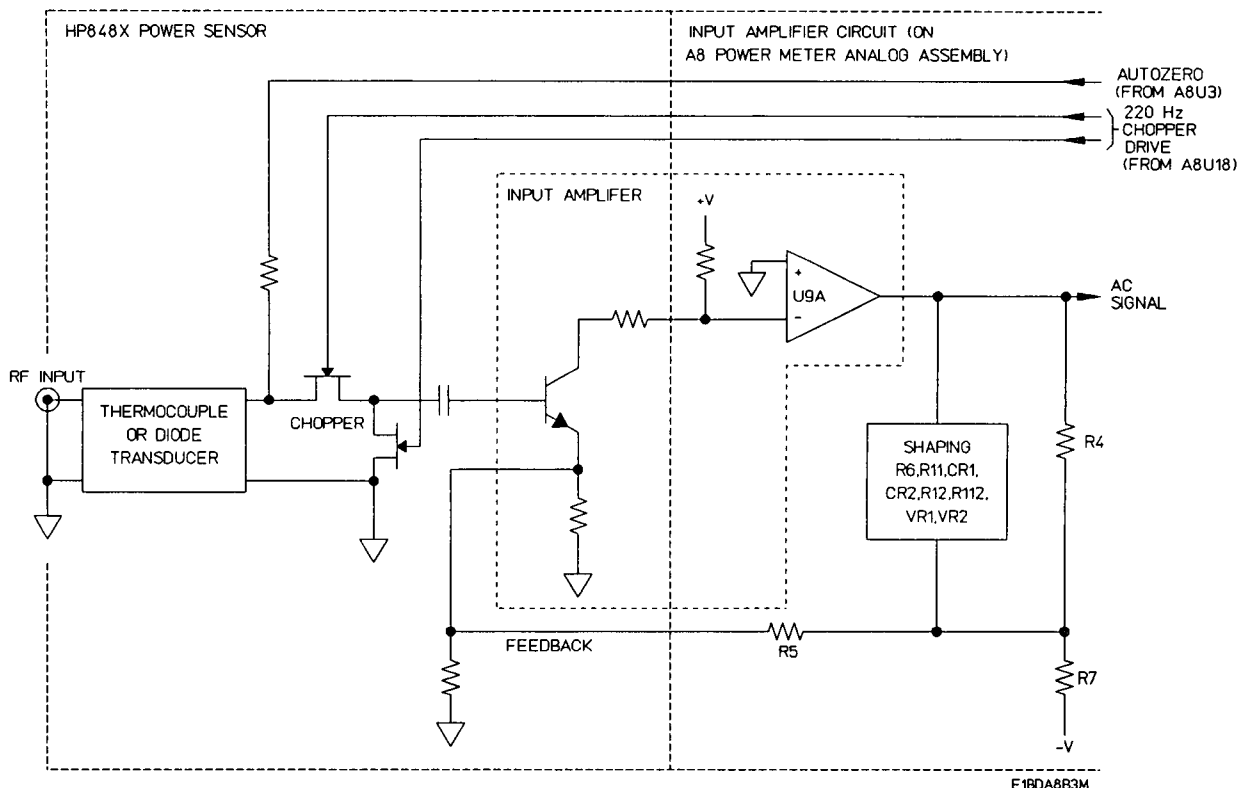 HP848X POWER SENSOR
INPUT AMPLIFIER CIRCUIT (ON
A8 POWER METER ANALOG ASSEMBLY)
AUTOZERO
(FROM A8U3)
220 Hz
CHOPPER
DRIVE
(FROM A8U18)
INPUT AMPLIFER
+V
+
U9A
-
AC
SIGNAL
RF INPUT
THERMOCOUPLE
OR DIODE
TRANSDUCER
CHOPPER
SHAPING
R6,R11,CR1,
CR2,R12,R112,
VR1,VR2
R4
FEEDBACK
R5
R7
-V
E1BDA8B3M